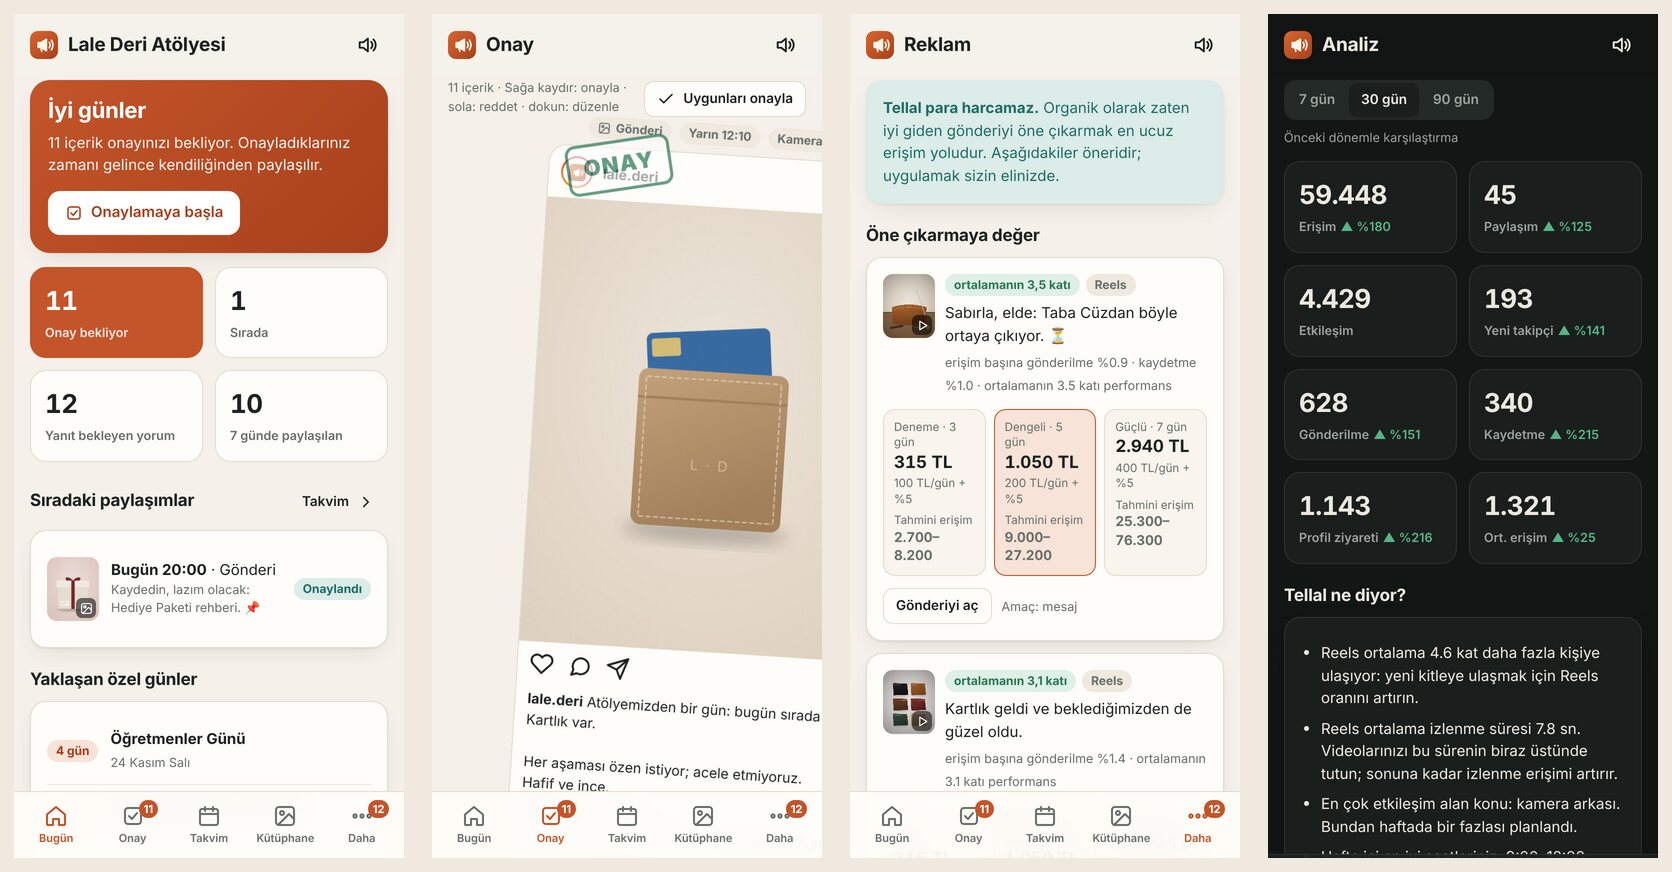 Lale Deri Atölyesi
İyi günler
11 içerik onayınızı bekliyor. Onayladıklarınız
zamanı gelince kendiliğinden paylaşılır.
Onaylamaya başla
11
Onay bekliyor
1
Sırada
12
Yanıt bekleyen yorum
10
7 günde paylaşılan
Sıradaki paylaşımlar
Takvim
Bugün 20:00 · Gönderi
Kaydedin, lazım olacak:
Hediye Paketi rehberi. 📌
Onaylandı
Yaklaşan özel günler
4 gün
Öğretmenler Günü
24 Kasım Salı
Bugün
11
Onay
Takvim
Kütüphane
12
Daha
Onay
11 içerik · Sağa kaydır: onayla ·
sola: reddet · dokun: düzenle
Uygunları onayla
Gönderi
Yarın 12:10
Kamera
ONAY
lale.deri
L · D
lale.deri Atölyemizden bir gün: bugün sırada
Kartlık var.
Her aşaması özen istiyor; acele etmiyoruz.
Hafif ve ince.
Bugün
11
Onay
Takvim
Kütüphane
12
Daha
Reklam
Tellal para harcamaz. Organik olarak zaten
iyi giden gönderiyi öne çıkarmak en ucuz
erişim yoludur. Aşağıdakiler öneridir;
uygulamak sizin elinizde.
Öne çıkarmaya değer
ortalamanın 3,5 katı
Reels
Sabırla, elde: Taba Cüzdan böyle
ortaya çıkıyor. ⏳
erişim başına gönderilme %0.9 · kaydetme
%1.0 · ortalamanın 3.5 katı performans
Deneme · 3
gün
315 TL
100 TL/gün +
%5
Tahmini erişim
2.700–
8.200
Dengeli · 5
gün
1.050 TL
200 TL/gün +
%5
Tahmini erişim
9.000–
27.200
Güçlü · 7 gün
2.940 TL
400 TL/gün +
%5
Tahmini erişim
25.300–
76.300
Gönderiyi aç
Amaç: mesaj
ortalamanın 3,1 katı
Reels
Kartlık geldi ve beklediğimizden de
güzel oldu.
erişim başına gönderilme %1.4 · ortalamanın
3.1 katı performans
Bugün
11
Onay
Takvim
Kütüphane
12
Daha
Analiz
7 gün
30 gün
90 gün
Önceki dönemle karşılaştırma
59.448
Erişim ▲ %180
45
Paylaşım ▲ %125
4.429
Etkileşim
193
Yeni takipçi ▲ %141
628
Gönderilme ▲ %151
340
Kaydetme ▲ %215
1.143
Profil ziyareti ▲ %216
1.321
Ort. erişim ▲ %25
Tellal ne diyor?
• Reels ortalama 4.6 kat daha fazla kişiye
ulaşıyor: yeni kitleye ulaşmak için Reels
oranını artırın.
• Reels ortalama izlenme süresi 7.8 sn.
Videolarınızı bu sürenin biraz üstünde
tutun; sonuna kadar izlenme erişimi artırır.
• En çok etkileşim alan konu: kamera arkası.
Bundan haftada bir fazlası planlandı.